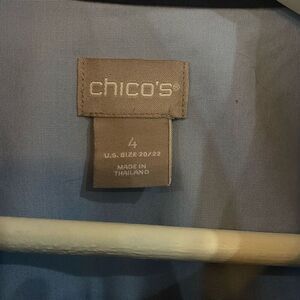 chico's®
4
U.S. SIZE 20/22
MADE IN
THAILAND